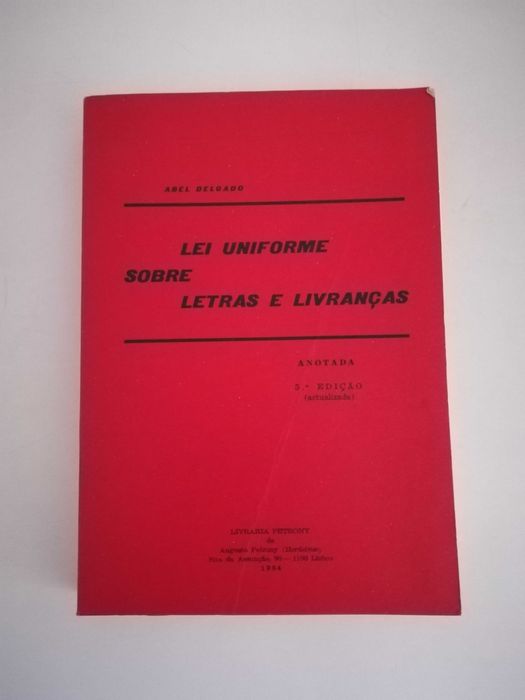 ABEL DELGADO
LEI UNIFORME
SOBRE
LETRAS E LIVRANÇAS
ANOTADA
5.ª EDIÇÃO
(actualizada)
LIVRARIA PETRONY
de
Augusto Petrony (Herdeiros)
Rua da Assunção, 90 — 1100 Lisboa
1984